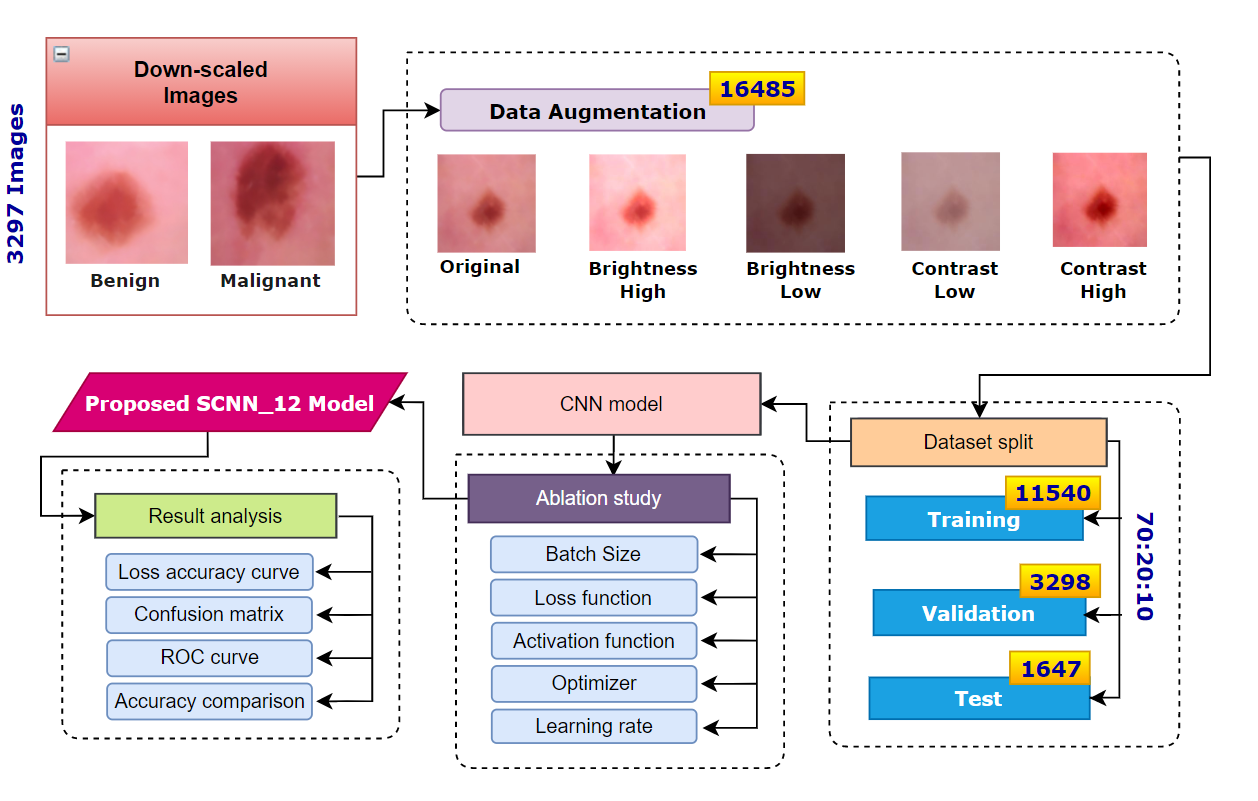 3297 Images
Down-scaled
Images
Benign
Malignant
16485
Data Augmentation
Original
Brightness
High
Brightness
Low
Contrast
Low
Contrast
High
Proposed SCNN_12 Model
CNN model
Dataset split
11540
Training
3298
Validation
1647
Test
70:20:10
Ablation study
Batch Size
Loss function
Activation function
Optimizer
Learning rate
Result analysis
Loss accuracy curve
Confusion matrix
ROC curve
Accuracy comparison